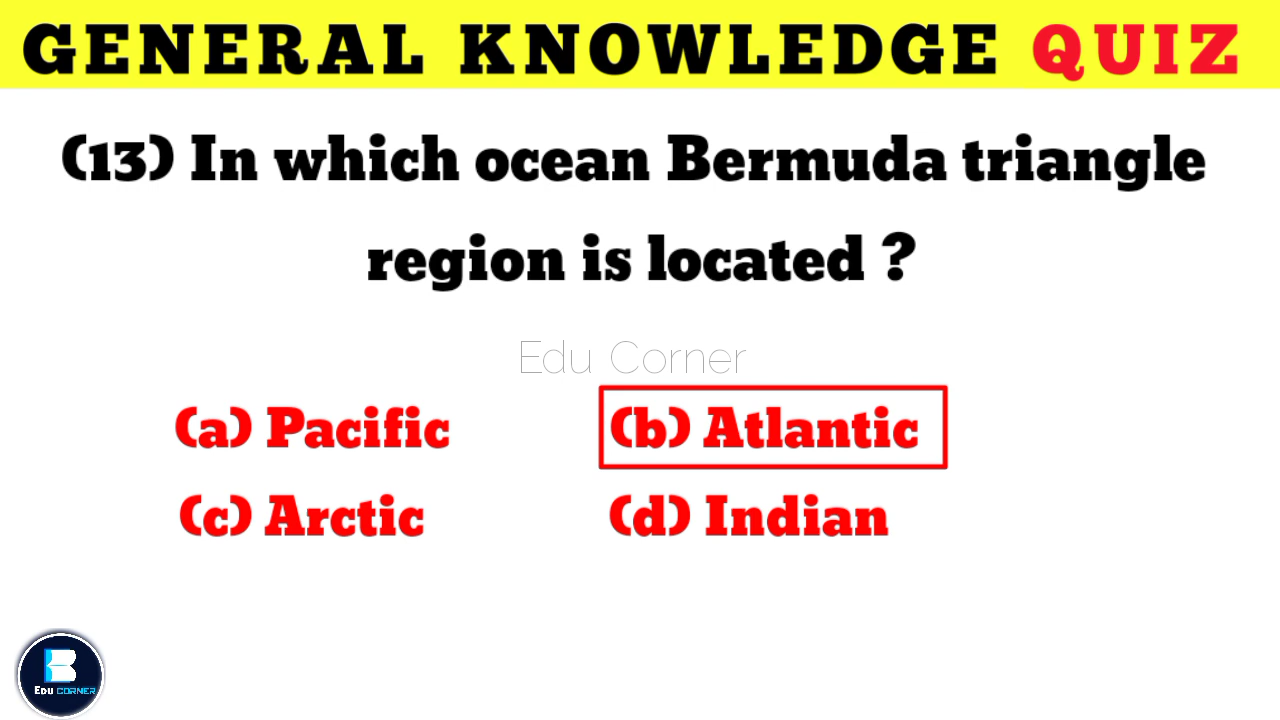 GENERAL KNOWLEDGE QUIZ
(13) In which ocean Bermuda triangle
region is located ?
Edu Corner
(a) Pacific (b) Atlantic
(c) Arctic (d) Indian
EDU CORNER